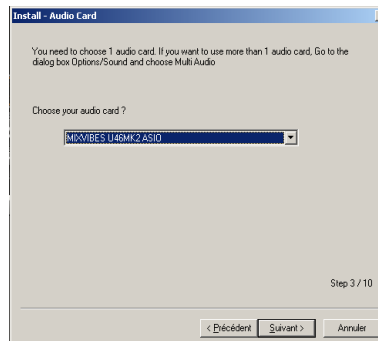 Install - Audio Card
You need to choose 1 audio card. If you want to use more than 1 audio card, Go to the
dialog box Options/Sound and choose Multi Audio
Choose your audio card ?
MIXVIBES U46MK2 ASIO
Step 3 / 10
< Précédent
Suivant >
Annuler